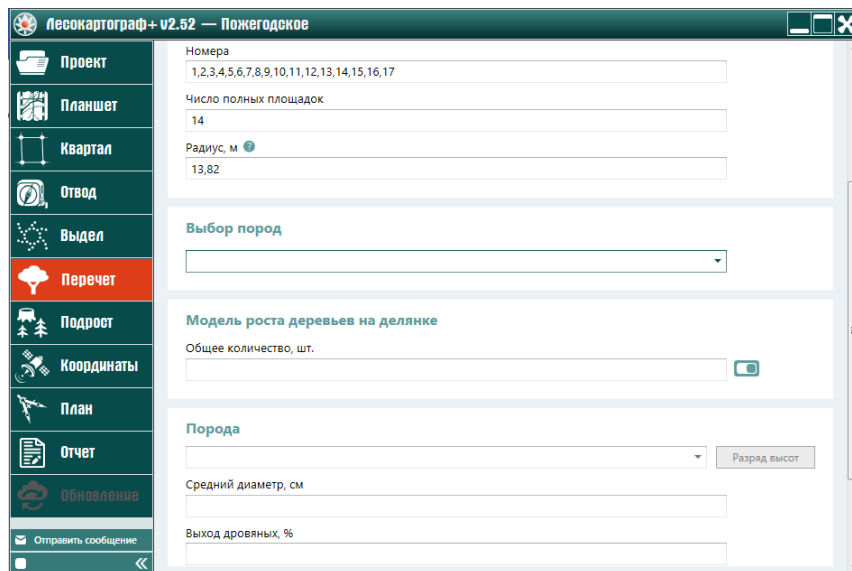 Лесокартограф+ v2.52 — Пожегодское
Проект
Планшет
Квартал
Отвод
Выдел
Перечет
Подрост
Координаты
План
Отчет
Обновление
Отправить сообщение
Номера
1,2,3,4,5,6,7,8,9,10,11,12,13,14,15,16,17
Число полных площадок
14
Радиус, м ?
13,82
Выбор пород
Модель роста деревьев на делянке
Общее количество, шт.
Порода
Разряд высот
Средний диаметр, см
Выход дровяных, %